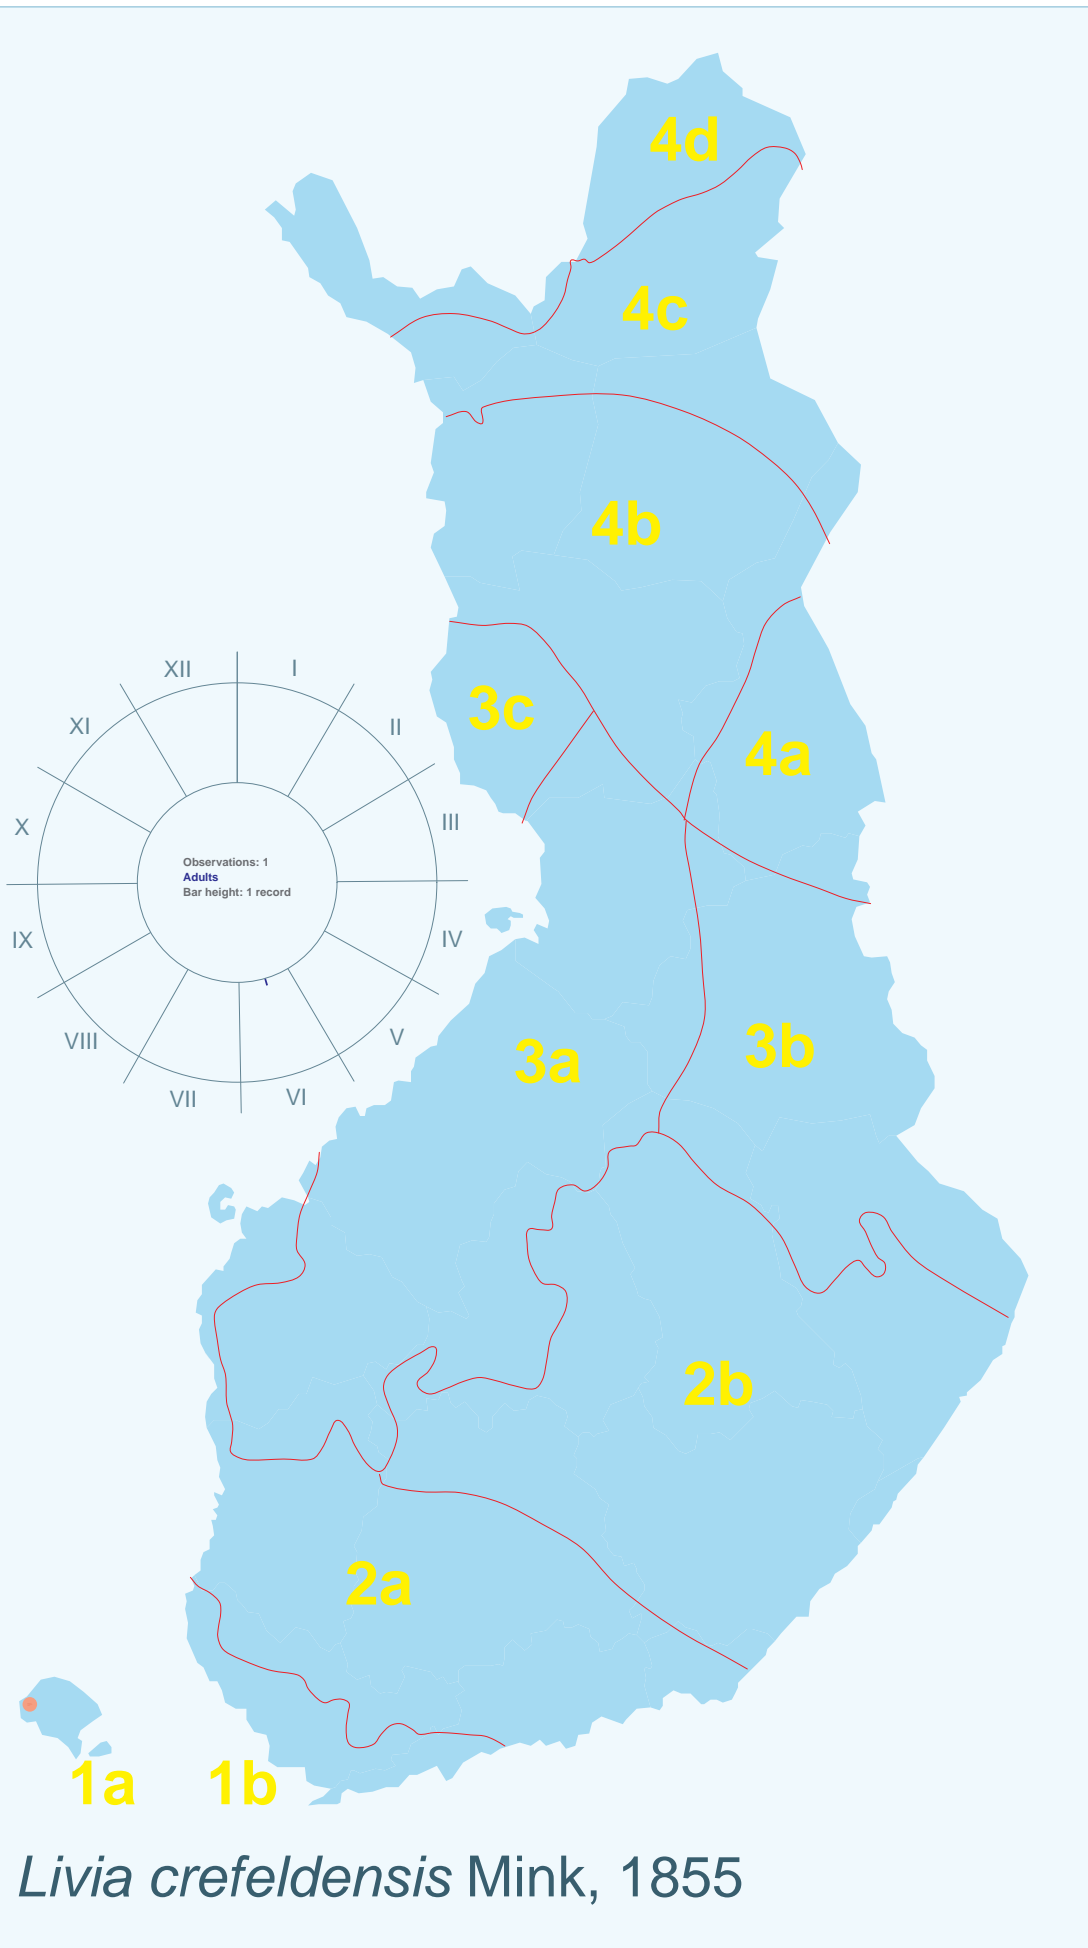 4d
4c
4b
3c
4a
XII
I
XI
II
X
III
Observations: 1
Adults
Bar height: 1 record
IX
IV
VIII
V
VII
VI
3a
3b
2b
2a
1a
1b
Livia crefeldensis Mink, 1855